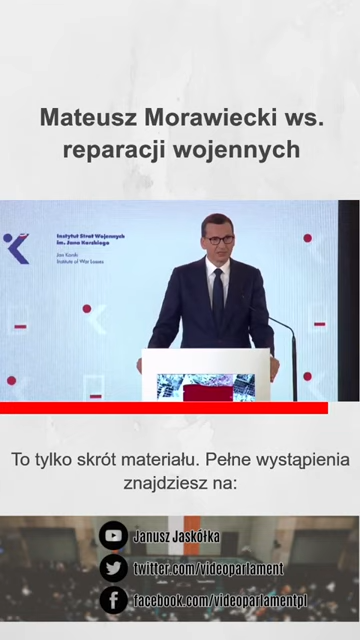 Mateusz Morawiecki ws.
reparacji wojennych
Instytut Strat Wojennych
im. Jana Karskiego
Jan Karski
Institute of War Losses
To tylko skrót materiału. Pełne wystąpienia
znajdziesz na:
Janusz Jaskółka
twitter.com/videoparlament
facebook.com/videoparlamentpl